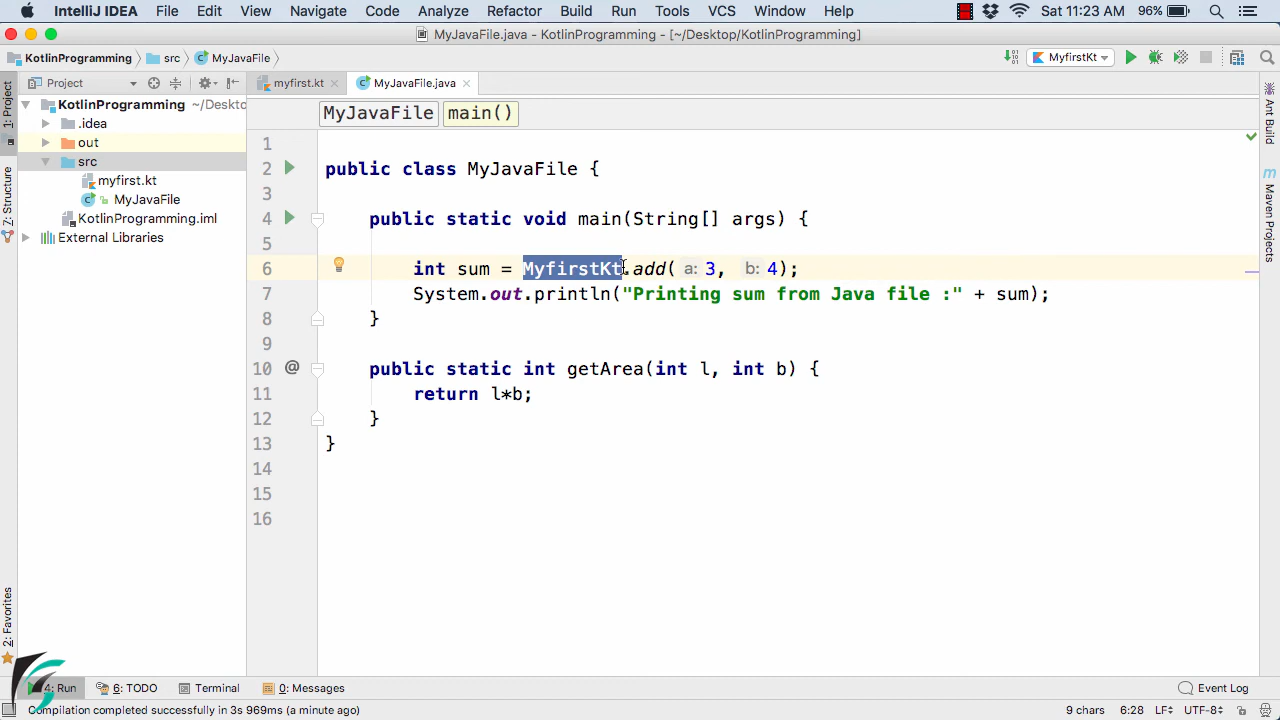 IntelliJ IDEA File Edit View Navigate Code Analyze Refactor Build Run Tools VCS Window Help Sat 11:23 AM 96%
MyJavaFile.java - KotlinProgramming - [~/Desktop/KotlinProgramming]
KotlinProgramming src MyJavaFile MyfirstKt
Project myfirst.kt MyJavaFile.java
KotlinProgramming ~/Deskto
.idea
out
src
myfirst.kt
MyJavaFile
KotlinProgramming.iml
External Libraries
1: Project
7: Structure
2: Favorites
MyJavaFile main()
1
2 public class MyJavaFile {
3
4 public static void main(String[] args) {
5
6 int sum = MyfirstKt.add( a: 3, b: 4);
7 System.out.println("Printing sum from Java file :" + sum);
8 }
9
10 @ public static int getArea(int l, int b) {
11 return l*b;
12 }
13 }
14
15
16
Ant Build
m Maven Projects
4: Run 6: TODO Terminal 0: Messages Event Log
Compilation completed successfully in 3s 969ms (a minute ago) 9 chars 6:28 LF UTF-8